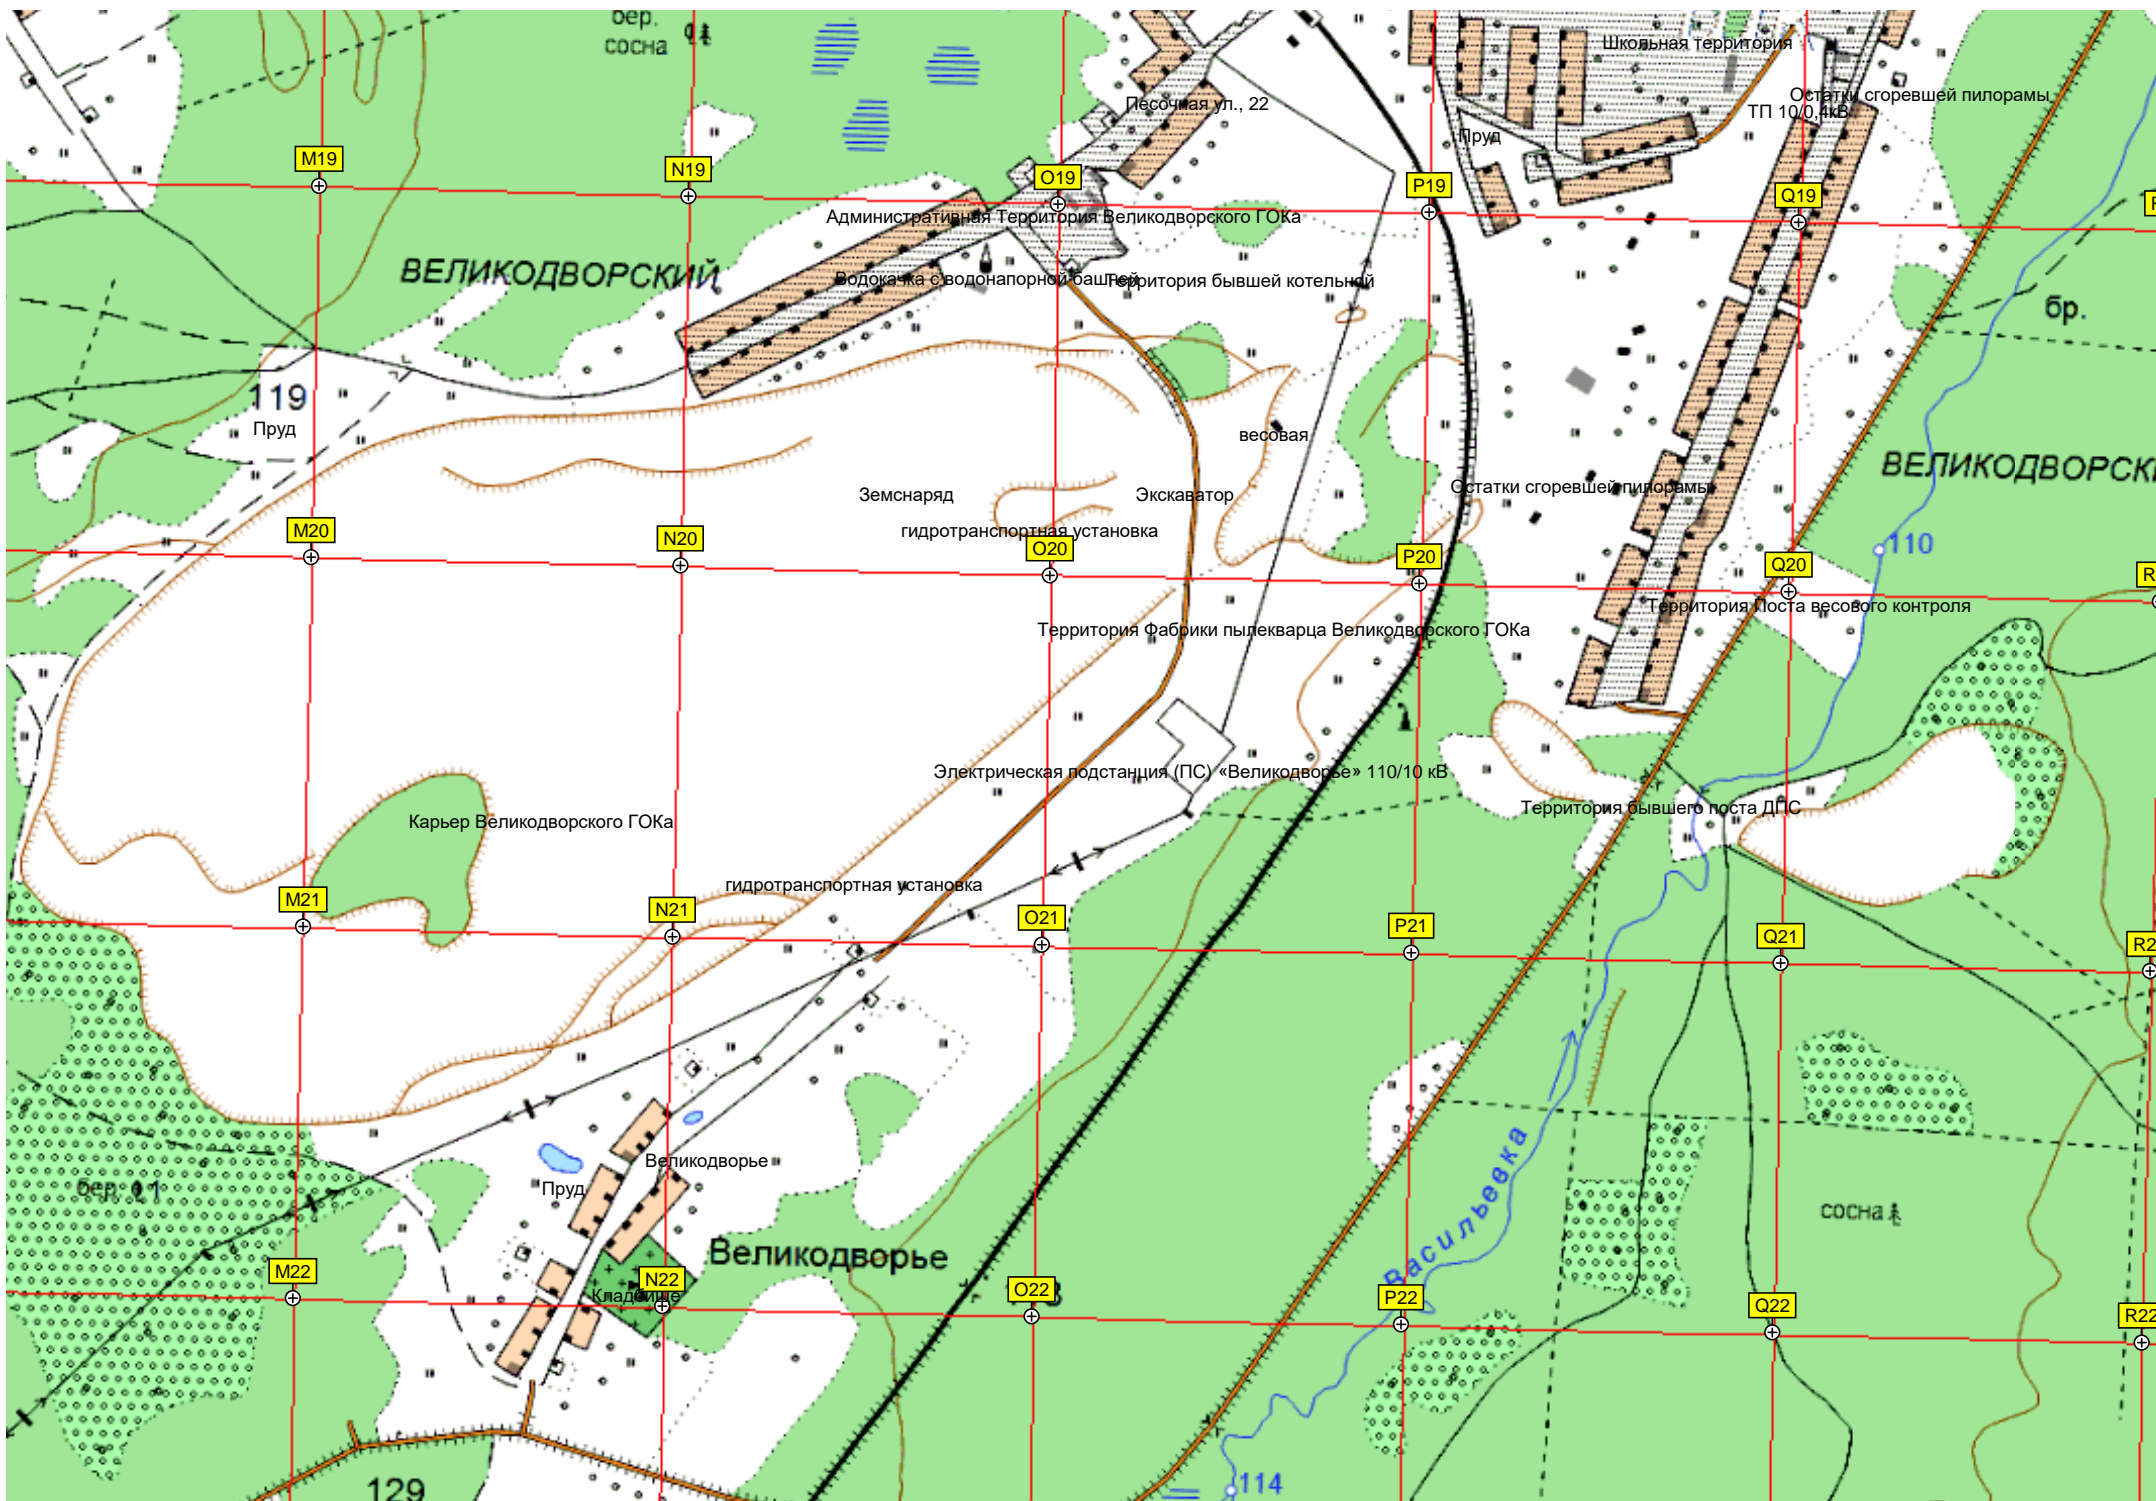 бер.
сосна
Школьная территория
Песочная ул., 22
Остатки сгоревшей пилорамы
ТП 10/0,4кВ
Пруд
M19
N19
O19
P19
Q19
Административная Территория Великодворского ГОКа
ВЕЛИКОДВОРСКИЙ
Водокачка с водонапорной башней
Территория бывшей котельной
бр.
119
Пруд
весовая
ВЕЛИКОДВОРСК
Земснаряд
Экскаватор
Остатки сгоревшей пилорамы
гидротранспортная установка
M20
N20
O20
P20
Q20
110
R
Территория Поста весового контроля
Территория Фабрики пылекварца Великодворского ГОКа
Электрическая подстанция (ПС) «Великодворье» 110/10 кВ
Территория бывшего поста ДПС
Карьер Великодворского ГОКа
гидротранспортная установка
M21
N21
O21
P21
Q21
R2
Великодворье
Пруд
бер.
Васильевка
сосна
Великодворье
M22
N22
O22
P22
Q22
R22
Кладбище
129
114